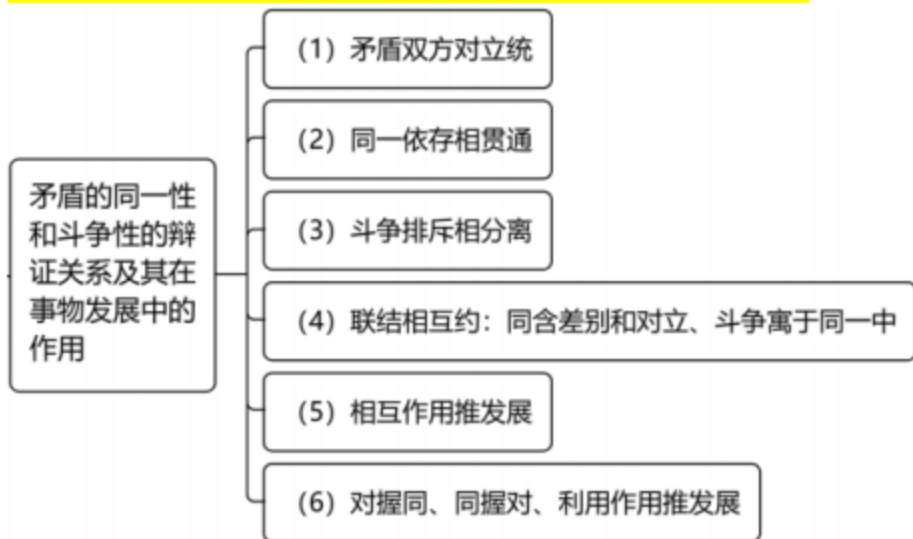 矛盾的同一性
和斗争性的辩
证关系及其在
事物发展中的
作用
（1）矛盾双方对立统
（2）同一依存相贯通
（3）斗争排斥相分离
（4）联结相互约：同含差别和对立、斗争寓于同一中
（5）相互作用推发展
（6）对握同、同握对、利用作用推发展